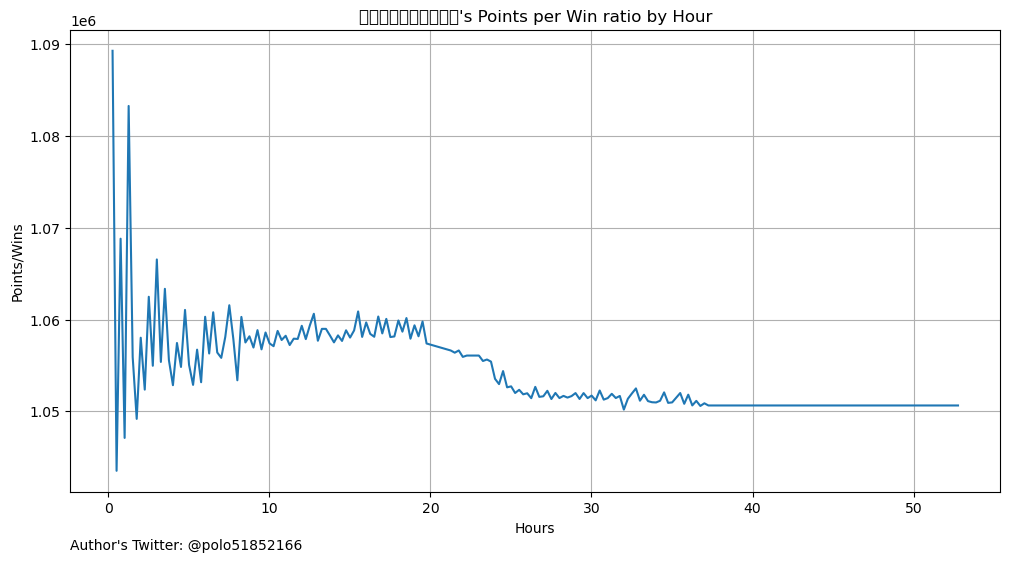 's Points per Win ratio by Hour
1e6
1.09
1.08
1.07
1.06
1.05
Points/Wins
0
10
20
30
40
50
Hours
Author's Twitter: @polo51852166